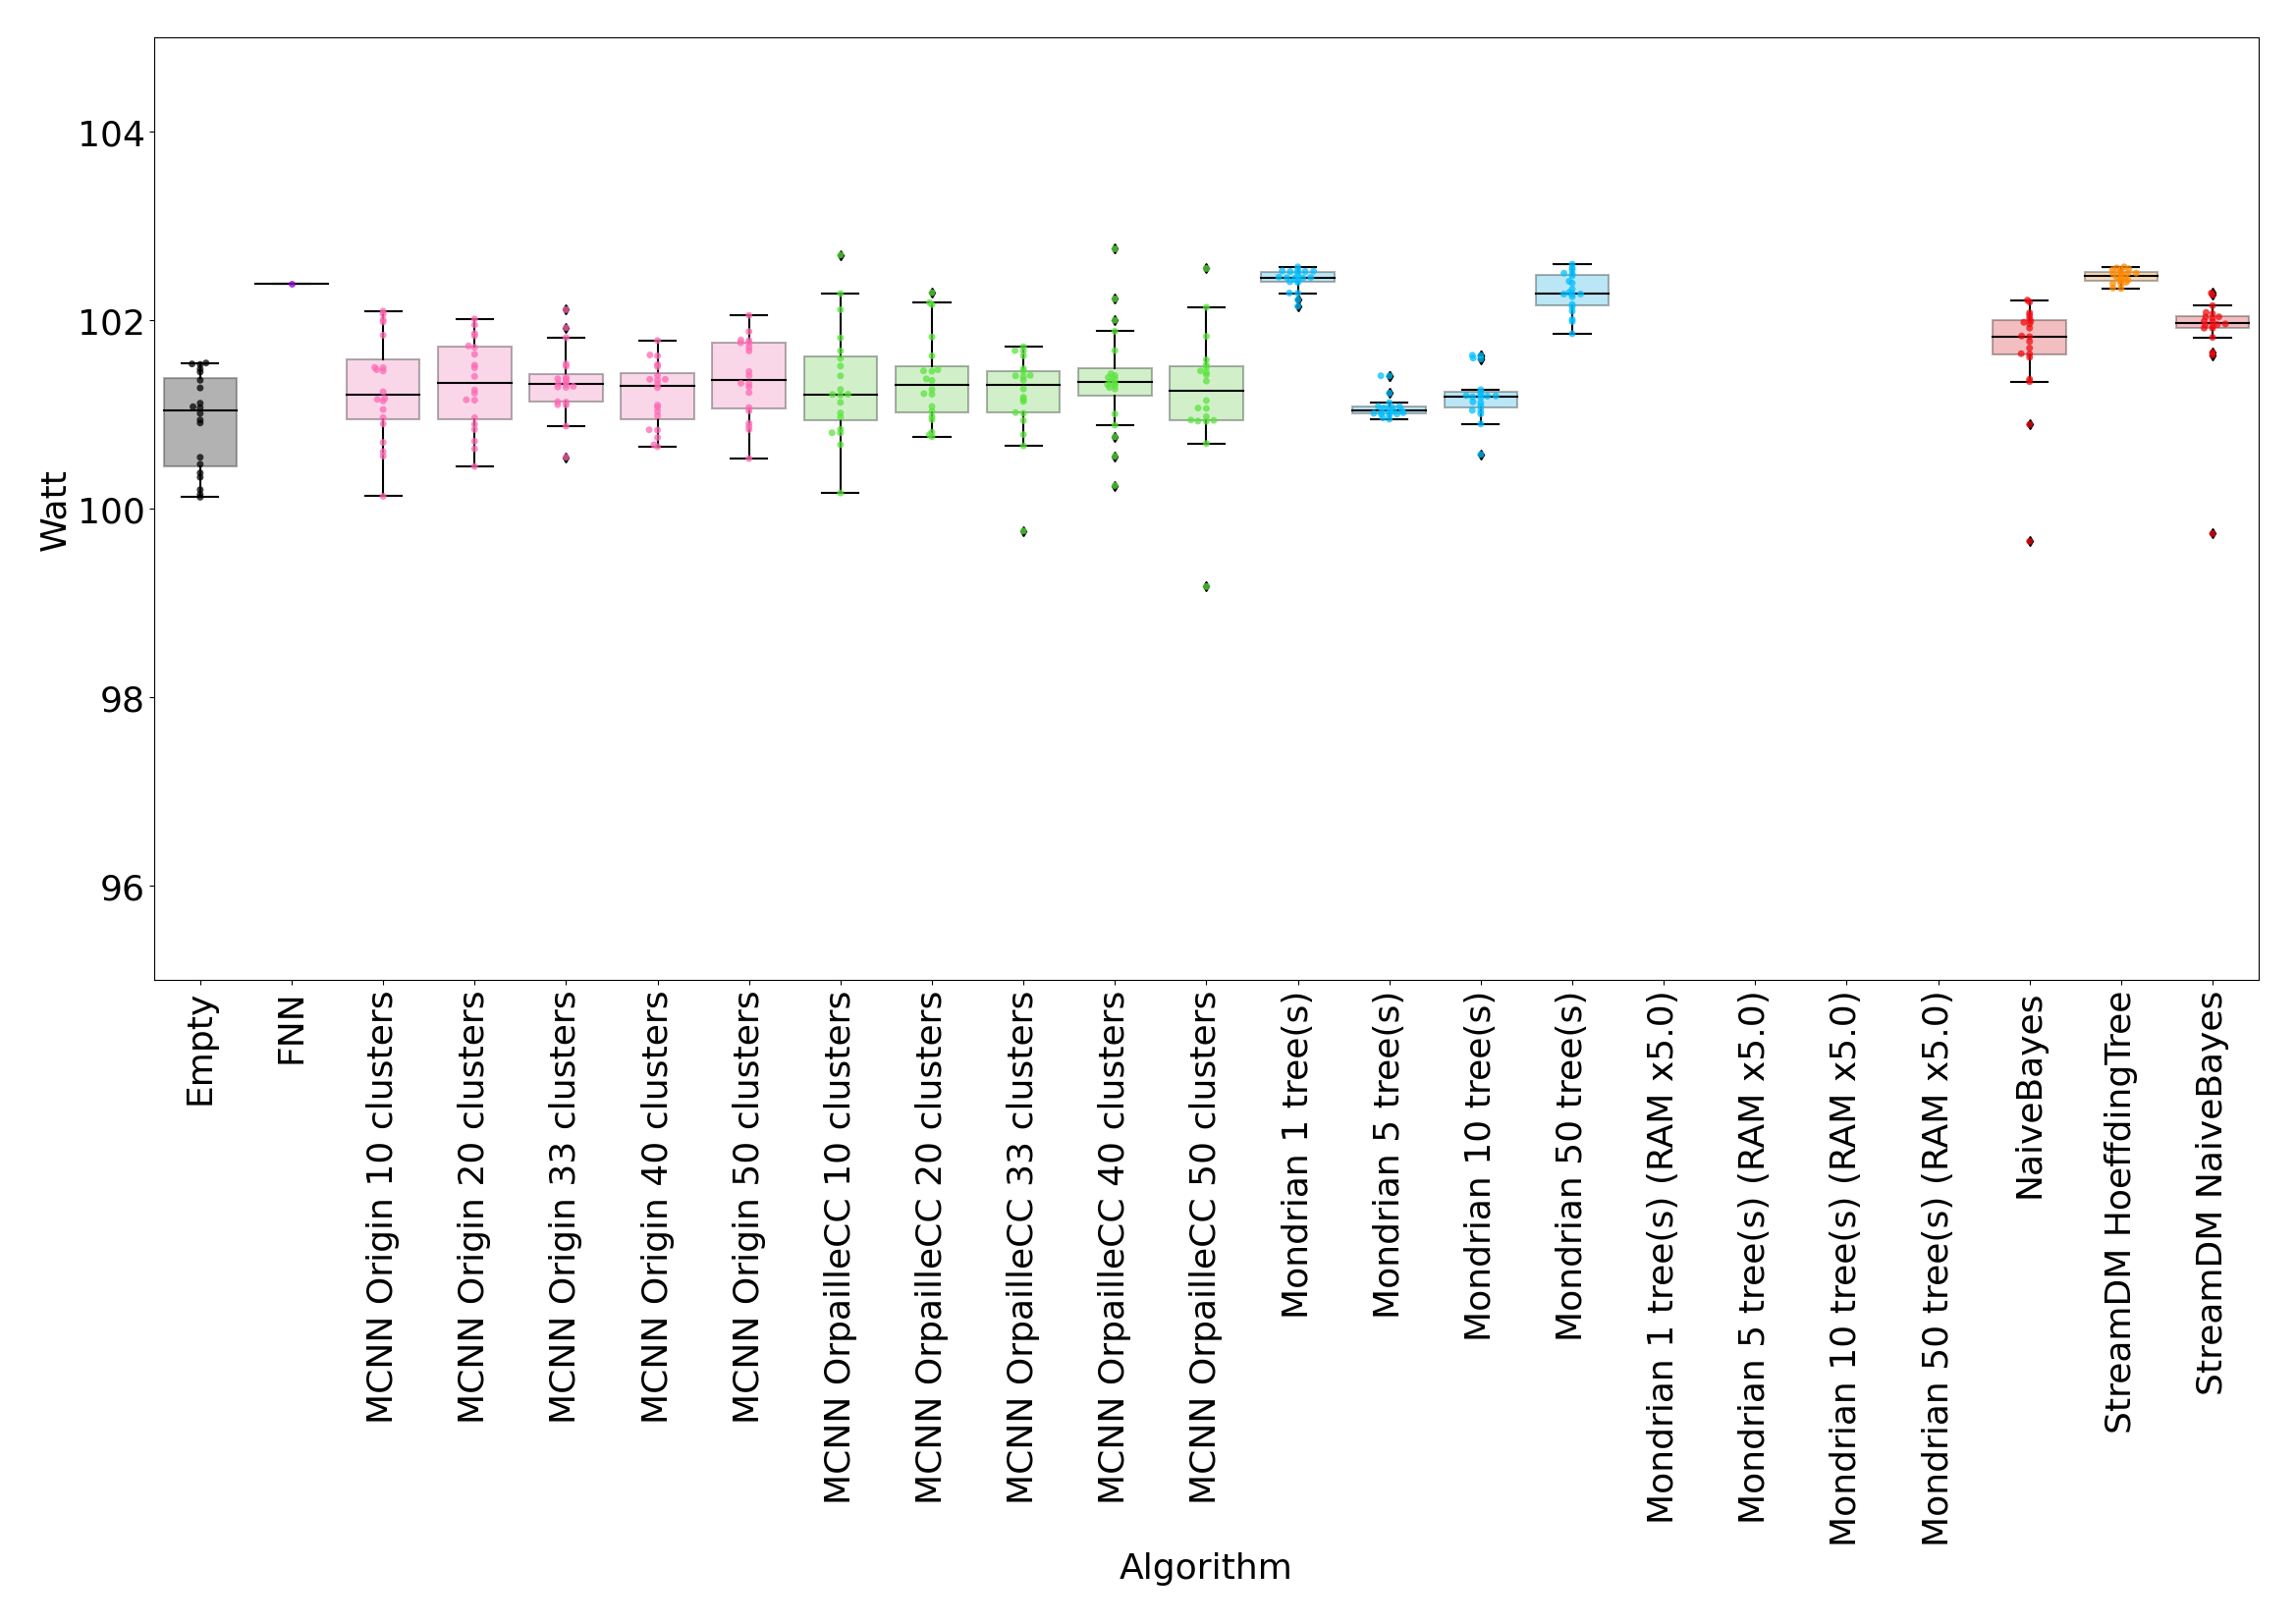 104
102
100
98
96
Watt
Empty
FNN
MCNN Origin 10 clusters
MCNN Origin 20 clusters
MCNN Origin 33 clusters
MCNN Origin 40 clusters
MCNN Origin 50 clusters
MCNN OrpailleCC 10 clusters
MCNN OrpailleCC 20 clusters
MCNN OrpailleCC 33 clusters
MCNN OrpailleCC 40 clusters
MCNN OrpailleCC 50 clusters
Mondrian 1 tree(s)
Mondrian 5 tree(s)
Mondrian 10 tree(s)
Mondrian 50 tree(s)
Mondrian 1 tree(s) (RAM x5.0)
Mondrian 5 tree(s) (RAM x5.0)
Mondrian 10 tree(s) (RAM x5.0)
Mondrian 50 tree(s) (RAM x5.0)
NaiveBayes
StreamDM HoeffdingTree
StreamDM NaiveBayes
Algorithm